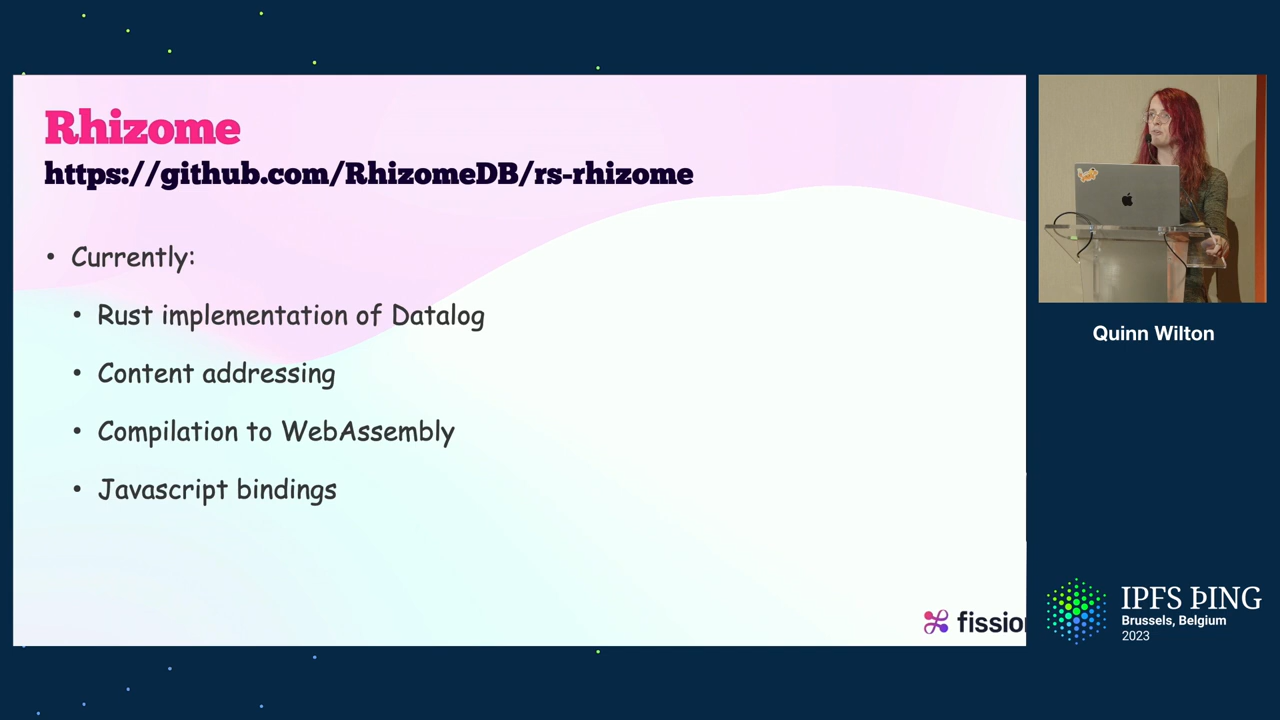 Rhizome
https://github.com/RhizomeDB/rs-rhizome
• Currently:
• Rust implementation of Datalog
• Content addressing
• Compilation to WebAssembly
• Javascript bindings
fission
Quinn Wilton
IPFS ÞING
Brussels, Belgium
2023